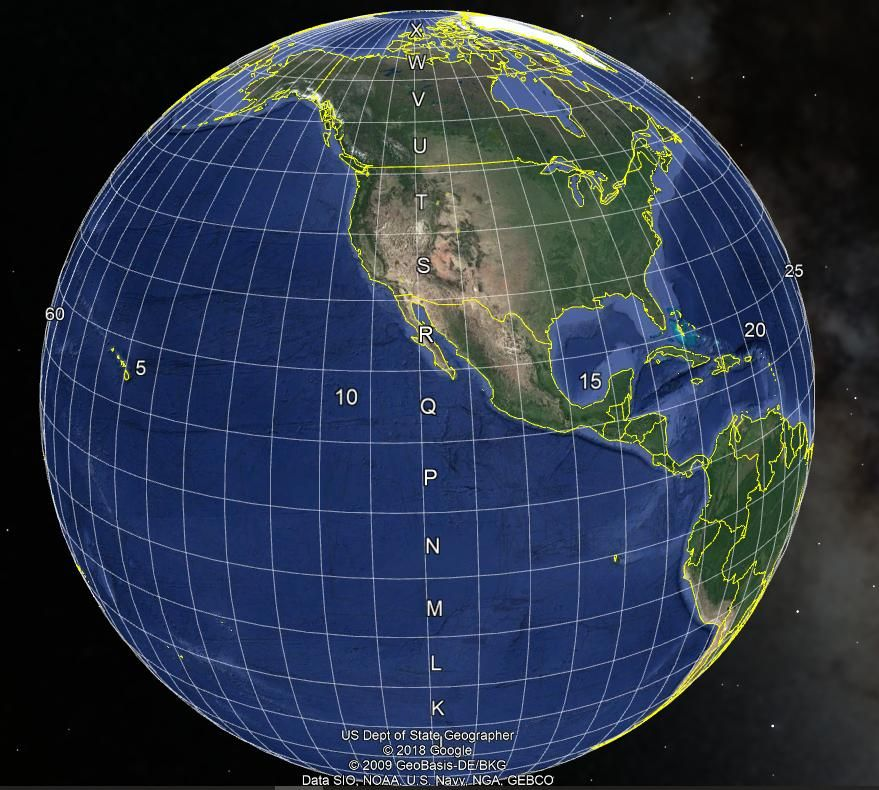 X
W
V
U
T
S
25
60
20
R
5
15
10
Q
P
N
M
L
K
US Dept of State Geographer
© 2018 Google
© 2009 GeoBasis-DE/BKG
Data SIO, NOAA, U.S. Navy, NGA, GEBCO